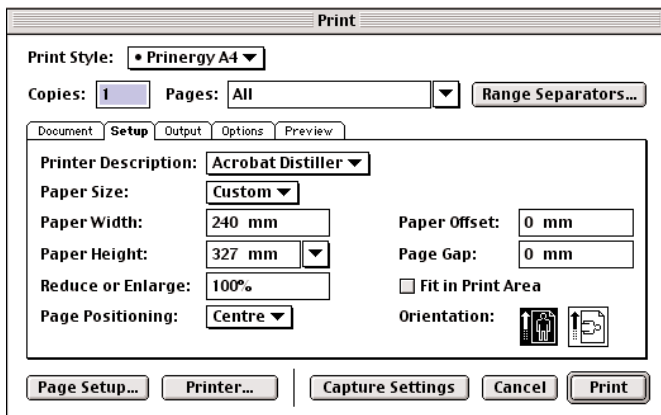 Print
Print Style: • Prinergy A4
Copies: 1 Pages: All Range Separators...
Document Setup Output Options Preview
Printer Description: Acrobat Distiller
Paper Size: Custom
Paper Width: 240 mm Paper Offset: 0 mm
Paper Height: 327 mm Page Gap: 0 mm
Reduce or Enlarge: 100% Fit in Print Area
Page Positioning: Centre Orientation:
Page Setup... Printer... Capture Settings Cancel Print